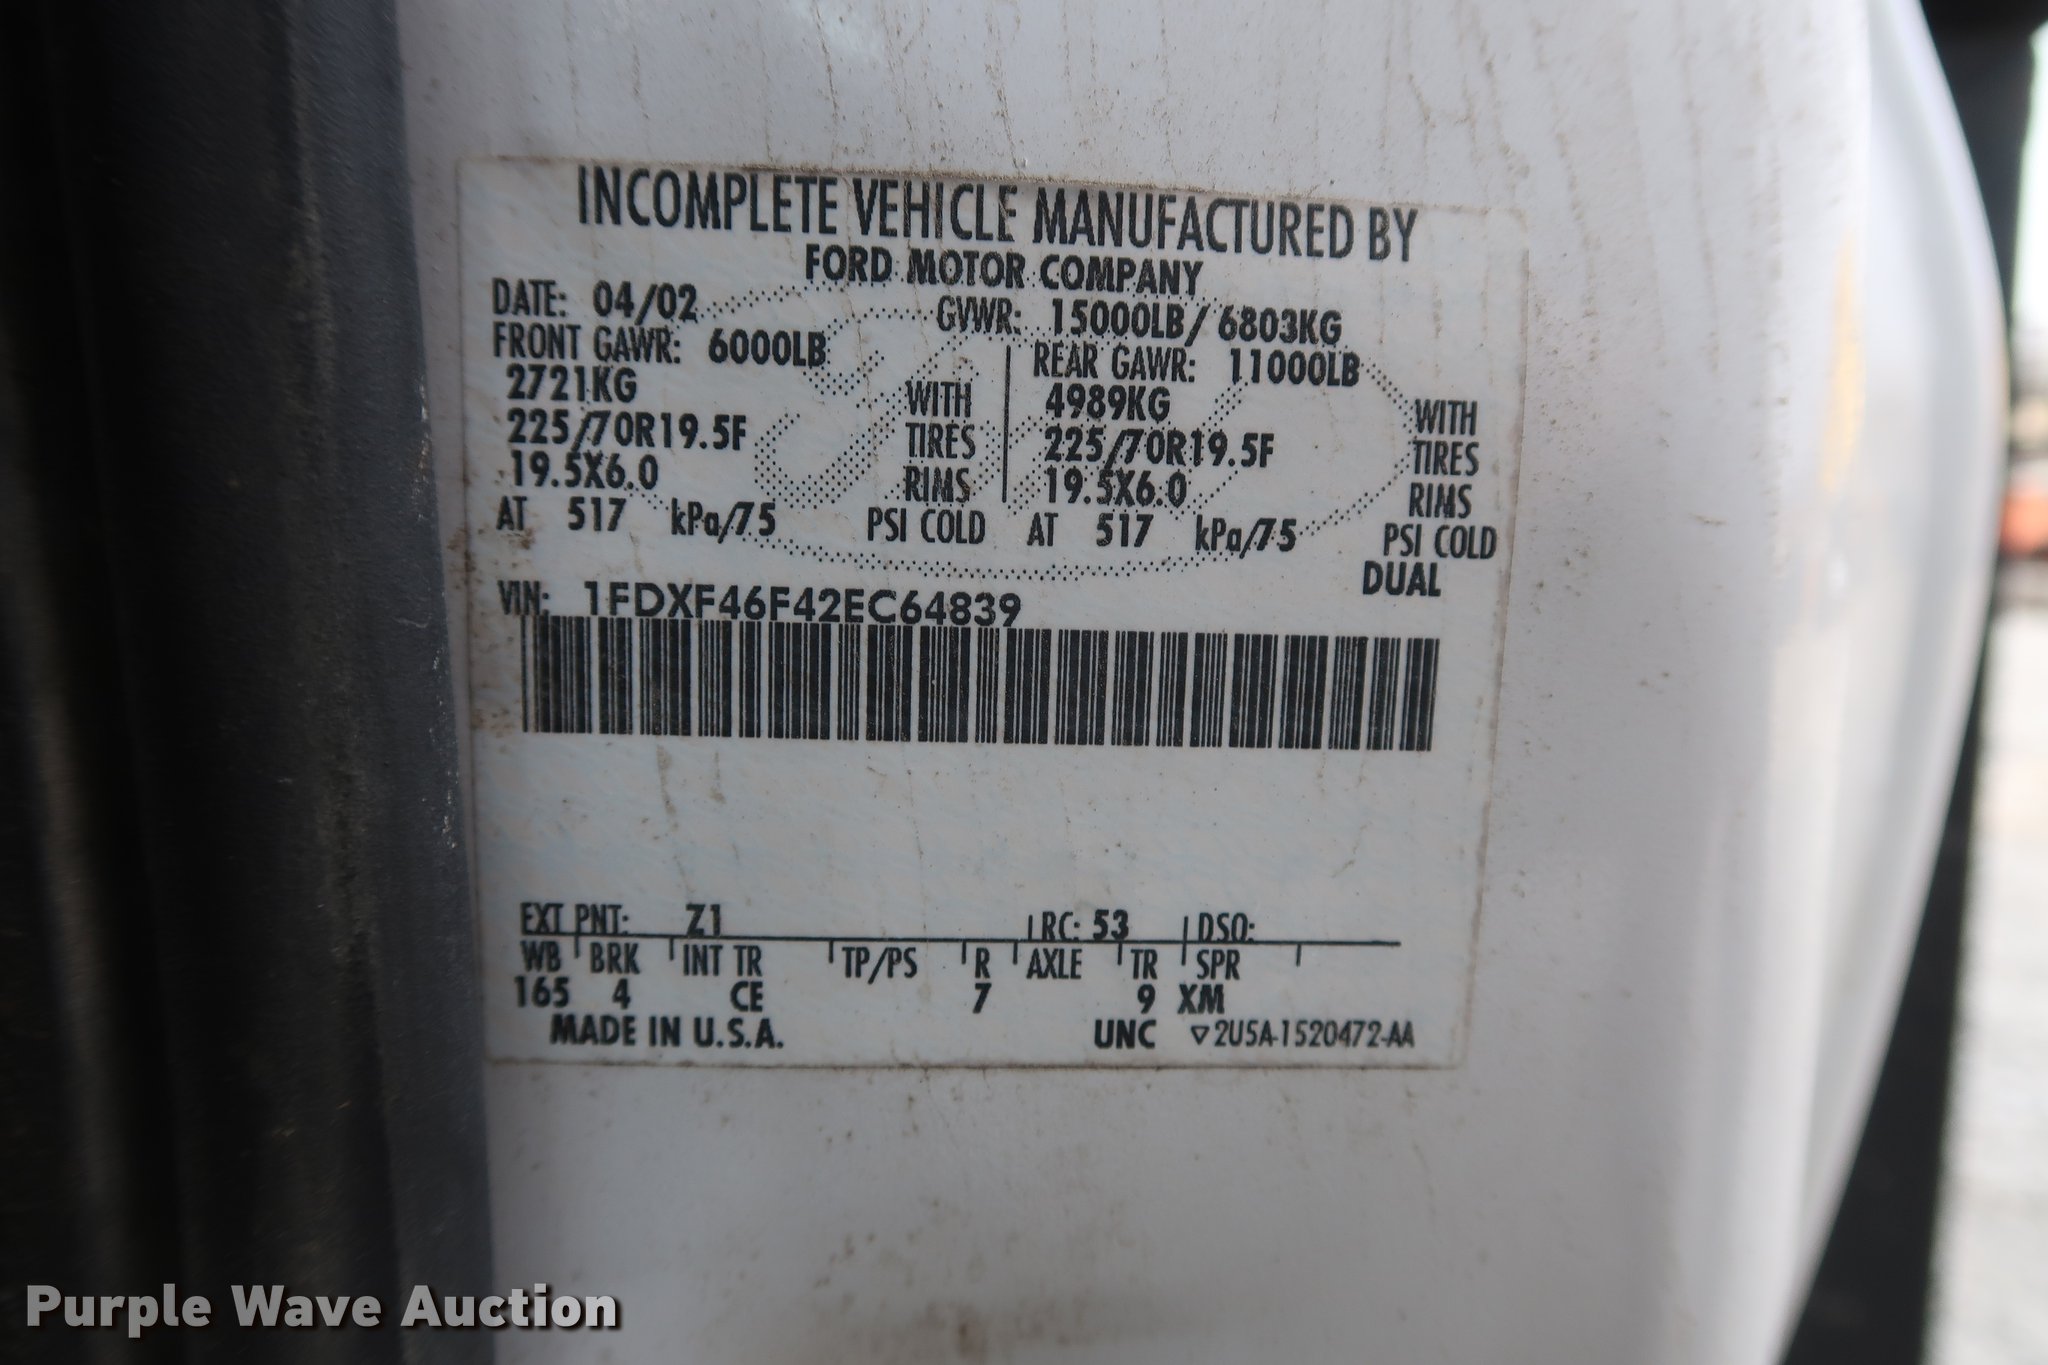 INCOMPLETE VEHICLE MANUFACTURED BY
FORD MOTOR COMPANY
DATE: 04/02 GVWR: 15000LB/ 6803KG
FRONT GAWR: 6000LB REAR GAWR: 11000LB
2721KG WITH 4989KG WITH
225/70R19.5F TIRES 225/70R19.5F TIRES
19.5X6.0 RIMS 19.5X6.0 RIMS
AT 517 kPa/75 PSI COLD AT 517 kPa/75 PSI COLD
DUAL
VIN: 1FDXF46F42EC64839
EXT PNT: Z1 RC: 53 DSO:
WB BRK INT TR TP/PS R AXLE TR SPR
165 4 CE 7 9 XM
MADE IN U.S.A. UNC ▽2U5A-1520472-AA
Purple Wave Auction